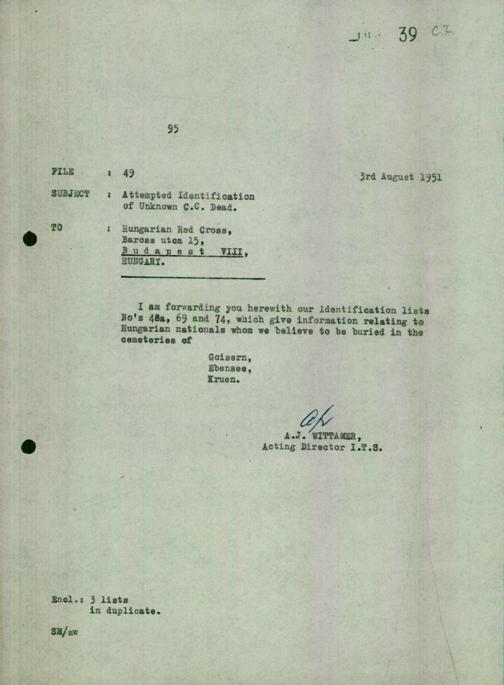 39 C.F.
95
FILE : 49
3rd August 1951
SUBJECT : Attempted Identification
of Unknown C.C. Dead.
TO : Hungarian Red Cross,
Baross utca 15,
Budapest VIII,
HUNGARY.
I am forwarding you herewith our Identification lists
No's 48a, 69 and 74, which give information relating to
Hungarian nationals whom we believe to be buried in the
cemeteries of
Goisern,
Ebensee,
Kruen.
A.J. WITTAMER,
Acting Director I.T.S.
Encl.: 3 lists
in duplicate.
SM/aw